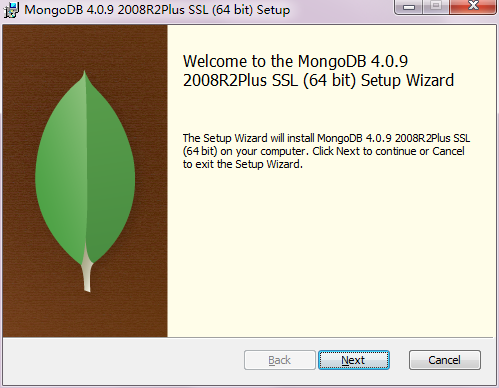 MongoDB 4.0.9 2008R2Plus SSL (64 bit) Setup
Welcome to the MongoDB 4.0.9
2008R2Plus SSL (64 bit) Setup Wizard
The Setup Wizard will install MongoDB 4.0.9 2008R2Plus SSL
(64 bit) on your computer. Click Next to continue or Cancel
to exit the Setup Wizard.
Back Next Cancel